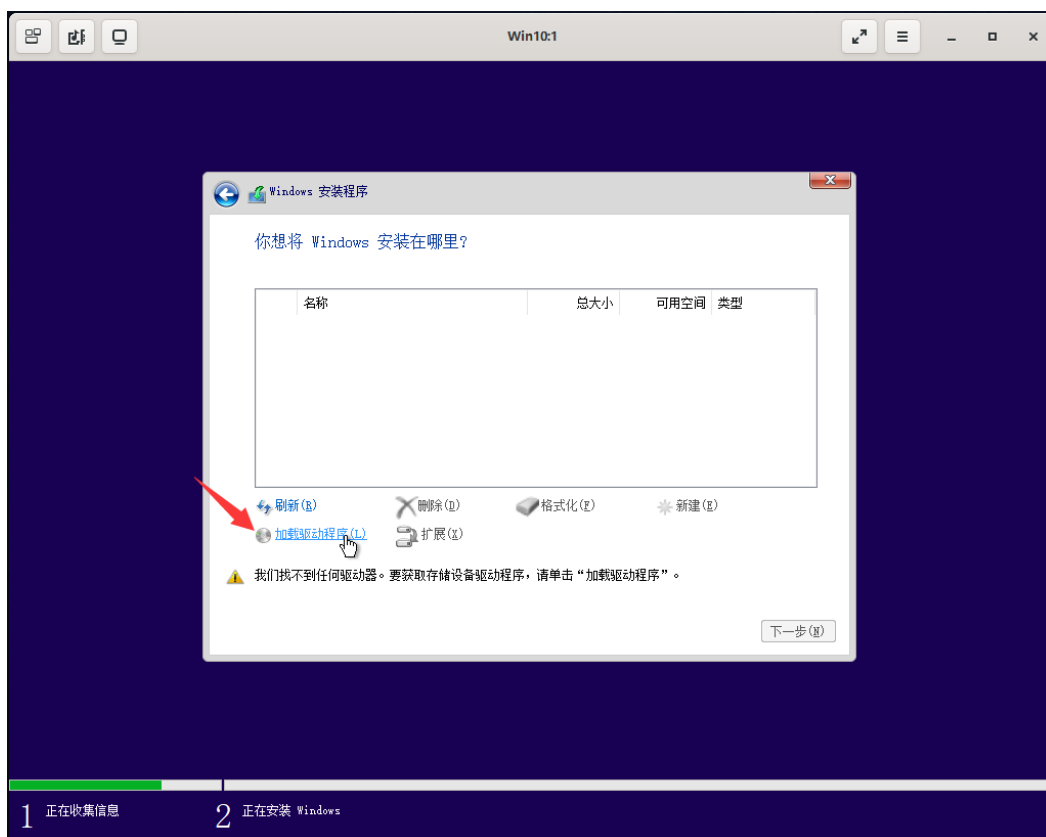 Win10:1
Windows 安装程序
你想将 Windows 安装在哪里?
名称 总大小 可用空间 类型
刷新(R) 删除(D) 格式化(F) 新建(E)
加载驱动程序(L) 扩展(X)
我们找不到任何驱动器。要获取存储设备驱动程序，请单击“加载驱动程序”。
下一步(N)
1 正在收集信息 2 正在安装 Windows